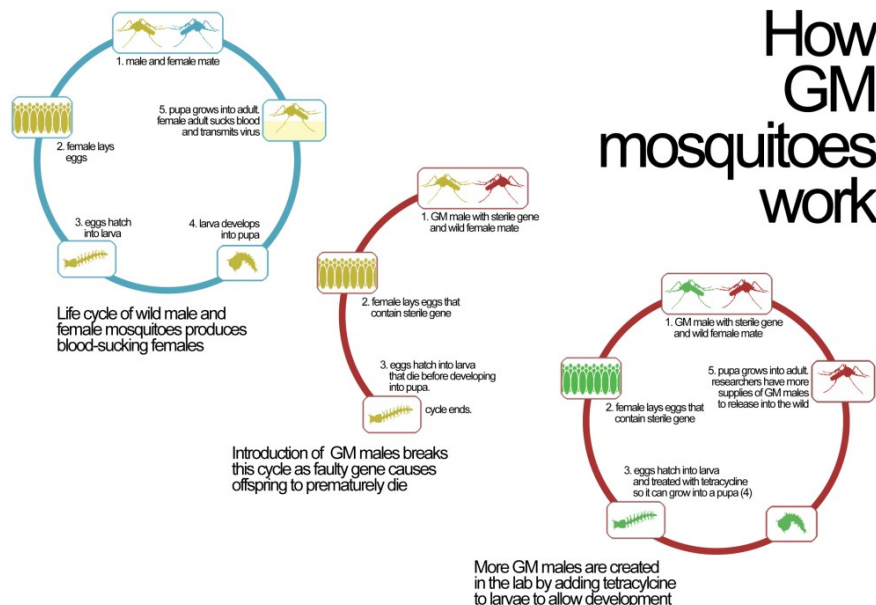 How
GM
mosquitoes
work
1. male and female mate
2. female lays
eggs
3. eggs hatch
into larva
4. larva develops
into pupa
5. pupa grows into adult.
female adult sucks blood
and transmits virus
Life cycle of wild male and
female mosquitoes produces
blood-sucking females
1. GM male with sterile gene
and wild female mate
2. female lays eggs that
contain sterile gene
3. eggs hatch into larva
that die before developing
into pupa.
cycle ends.
Introduction of GM males breaks
this cycle as faulty gene causes
offspring to prematurely die
1. GM male with sterile gene
and wild female mate
2. female lays eggs that
contain sterile gene
3. eggs hatch into larva
and treated with tetracycline
so it can grow into a pupa (4)
5. pupa grows into adult.
researchers have more
supplies of GM males
to release into the wild
More GM males are created
in the lab by adding tetracylcine
to larvae to allow development